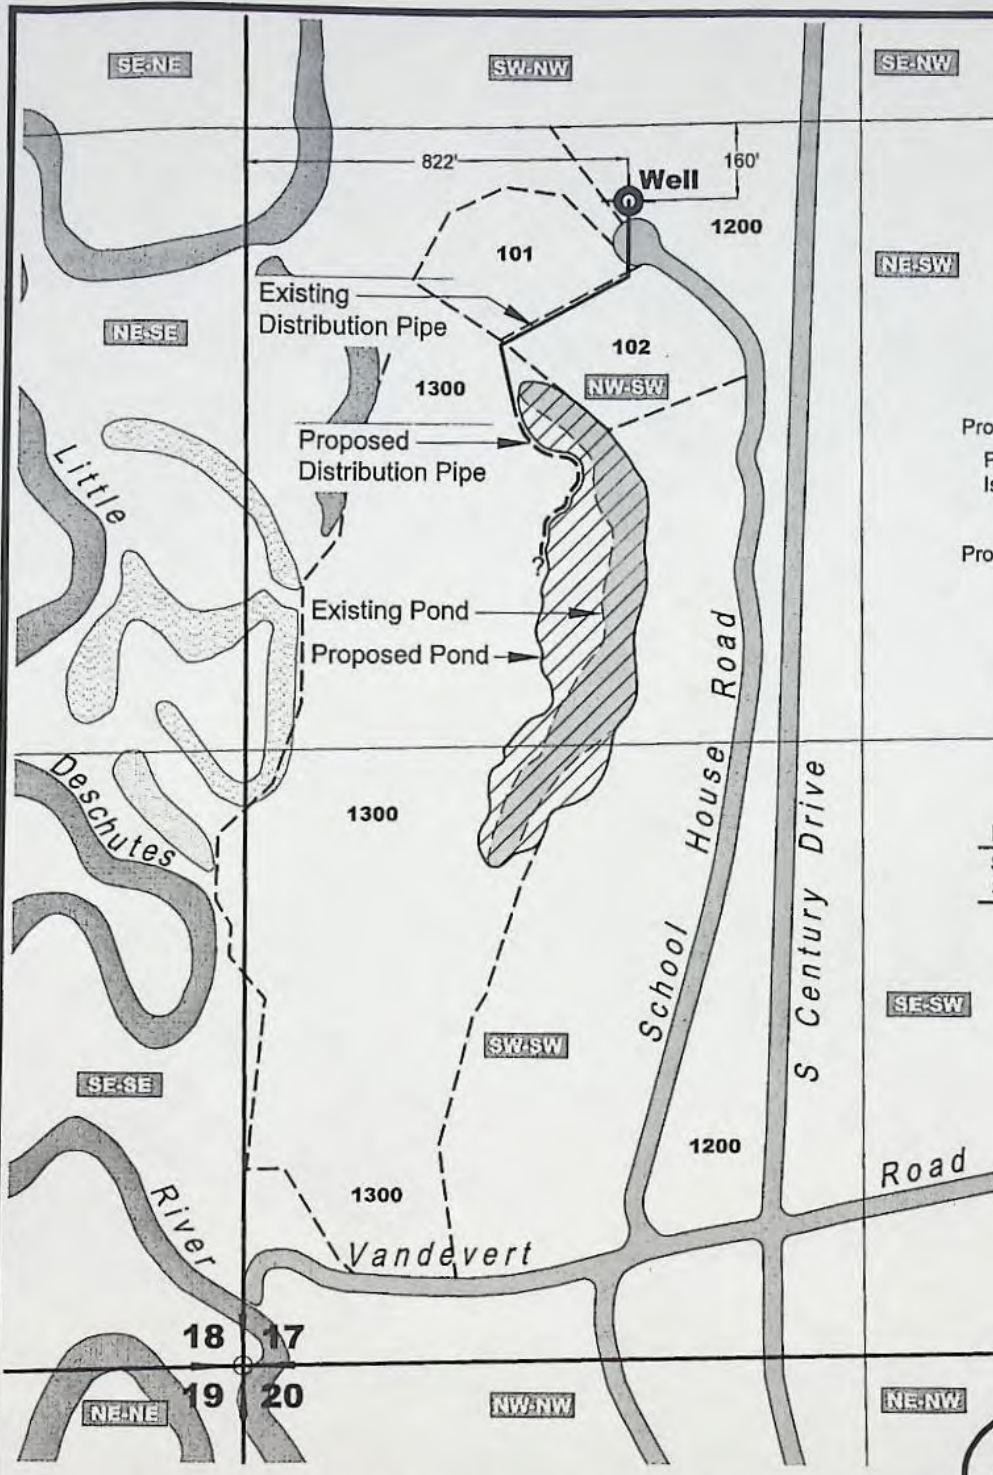 SE-NE
SW-NW
SE-NW
822'
160'
Well
1200
101
NE-SW
Existing
Distribution Pipe
NE-SE
102
1300
NW-SW
Proposed
Distribution Pipe
Little
?
Existing Pond
Proposed Pond
School House Road
S Century Drive
1300
Deschutes
SE-SW
SW-SW
SE-SE
1200
Road
1300
River
Vandevert
18 17
19 20
NE-NE
NW-NW
NE-NW